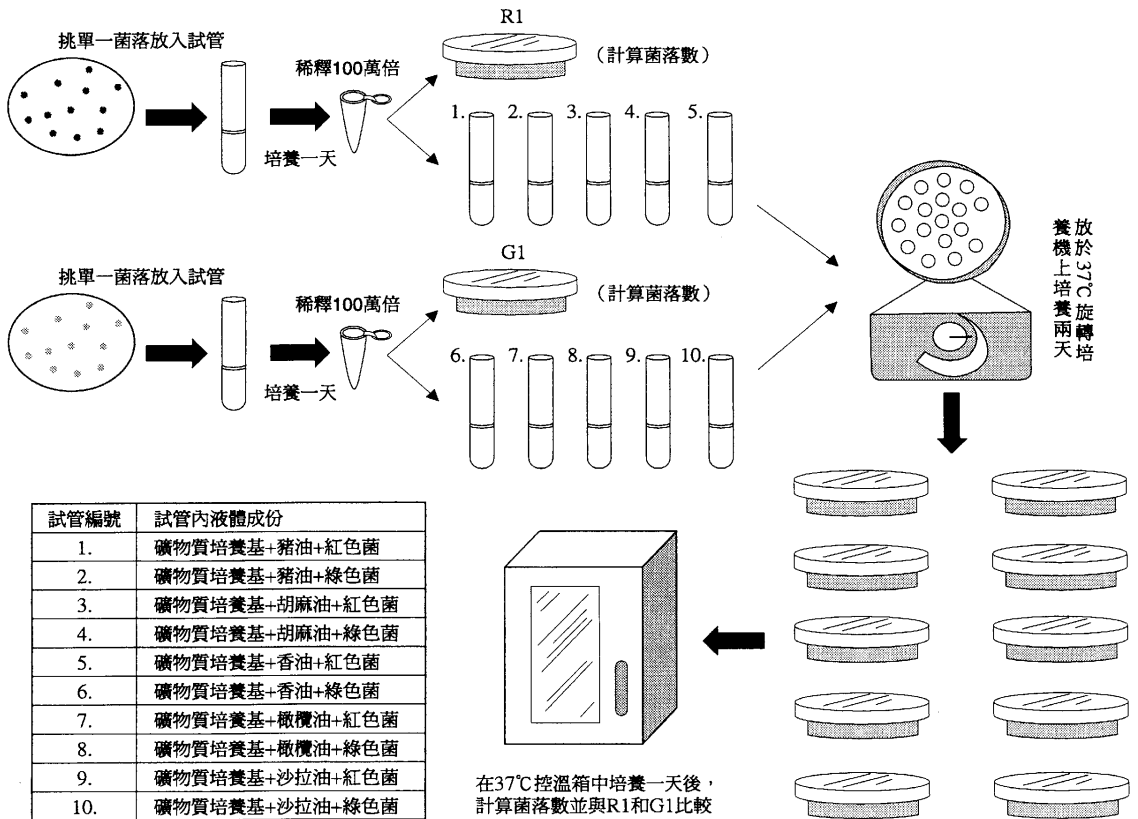 R1
挑單一菌落放入試管
稀釋100萬倍
(計算菌落數)
培養一天
1. 2. 3. 4. 5.
G1
挑單一菌落放入試管
稀釋100萬倍
(計算菌落數)
培養一天
6. 7. 8. 9. 10.
放於37℃旋轉培
養機上培養兩天
試管編號 試管內液體成份
1. 礦物質培養基+豬油+紅色菌
2. 礦物質培養基+豬油+綠色菌
3. 礦物質培養基+胡麻油+紅色菌
4. 礦物質培養基+胡麻油+綠色菌
5. 礦物質培養基+香油+紅色菌
6. 礦物質培養基+香油+綠色菌
7. 礦物質培養基+橄欖油+紅色菌
8. 礦物質培養基+橄欖油+綠色菌
9. 礦物質培養基+沙拉油+紅色菌
10. 礦物質培養基+沙拉油+綠色菌
在37℃控溫箱中培養一天後，
計算菌落數並與R1和G1比較